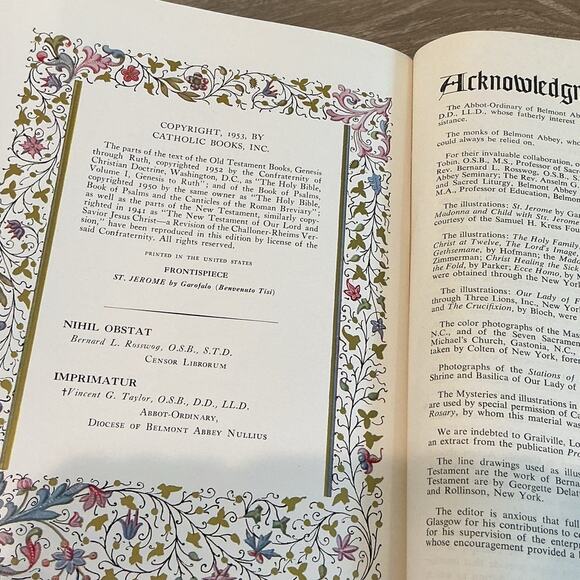 COPYRIGHT, 1953, BY
CATHOLIC BOOKS, INC.
The parts of the text of the Old Testament Books, Genesis
through Ruth, copyrighted 1952 by the Confraternity of
Christian Doctrine, Washington, D.C., as "The Holy Bible,
Volume I, Genesis to Ruth"; and of the Book of Psalms,
copyrighted 1950 by the same owner as "The Holy Bible,
Book of Psalms and the Canticles of the Roman Breviary";
as well as the parts of the New Testament, similarly copy-
righted in 1941 as "The New Testament of Our Lord and
Savior Jesus Christ—a Revision of the Challoner-Rheims Ver-
sion," have been reproduced in this edition by license of the
said Confraternity. All rights reserved.
PRINTED IN THE UNITED STATES
FRONTISPIECE
ST. JEROME by Garofalo (Benvenuto Tisi)
NIHIL OBSTAT
Bernard L. Rosswog, O.S.B., S.T.D.
CENSOR LIBRORUM
IMPRIMATUR
†Vincent G. Taylor, O.S.B., D.D., LL.D.
ABBOT-ORDINARY,
DIOCESE OF BELMONT ABBEY NULLIUS
Acknowledgm
The Abbot-Ordinary of Belmont Ab
D.D., LL.D., whose fatherly interest
sistance.
The monks of Belmont Abbey, wh
could always be relied on.
For their invaluable collaboration,
Tobin, O.S.B., M.S., Professor of Sac
Rev. Bernard L. Rosswog, O.S.B., S
Abbey Seminary; The Rev. Anselm G.
and Sacred Liturgy, Belmont Abbey
M.A., Professor of Education, Belmon
The illustrations: St. Jerome by G
Madonna and Child with Sts. Jerome
courtesy of the Samuel H. Kress Fou
The illustrations: The Holy Family,
Christ at Twelve, The Lord's Image,
Gethsemane, by Hofmann; the Mado
Zimmerman; Christ Healing the Sick
the Fold, by Parker; Ecce Homo, by M
were obtained through the New York
The illustrations: Our Lady of
through Three Lions, Inc., New York
and The Crucifixion, by Bloch, were
The color photographs of the Mass
N.C., and of the Seven Sacramen
Michael's Church, Gastonia, N.C.,
taken by Colten of New York, fore
Photographs of the Stations of
Shrine and Basilica of Our Lady of
The Mysteries and illustrations in
are used by special permission of Ca
Rosary, by whom this material was
We are indebted to Grailville, Lo
an extract from the publication Pro
The line drawings used as illus
Testament are the work of Berna
Testament are by Georgette Dela
and Rollinson, New York.
The editor is anxious that full
Glasgow for his contributions to c
for his supervision of the enterp
whose encouragement provided a